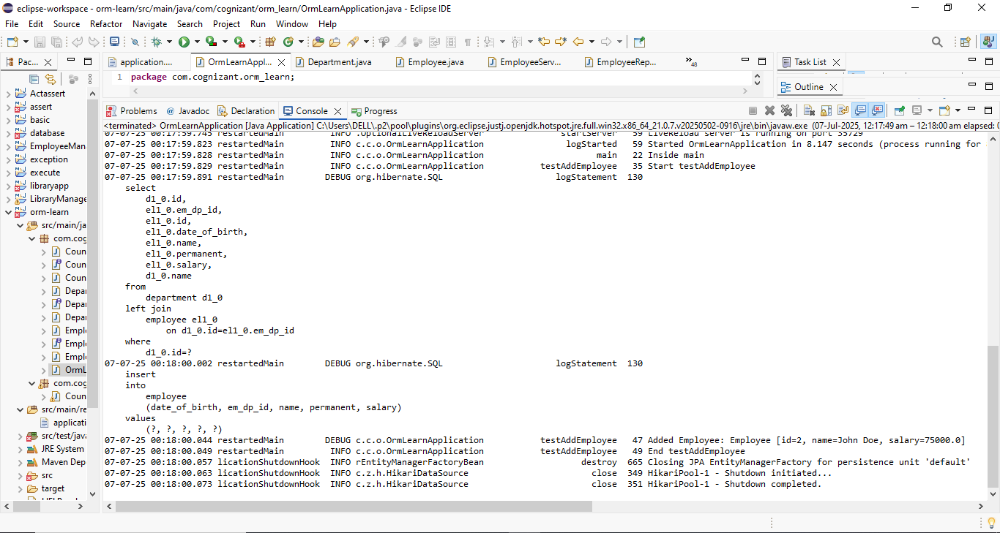 eclipse-workspace - orm-learn/src/main/java/com/cognizant/orm_learn/OrmLearnApplication.java - Eclipse IDE
File Edit Source Refactor Navigate Search Project Run Window Help
Pac... application.... OrmLearnAppl... Department.java Employee.java EmployeeServ... EmployeeRep... 48 Task List
1 package com.cognizant.orm_learn;
Outline
Actassert
assert
basic
database
EmployeeMan
exception
execute
libraryapp
LibraryManage
orm-learn
src/main/ja
com.cog
Coun
Coun
Coun
Depa
Depa
Depa
Empl
Empl
Empl
OrmL
com.cog
Coun
src/main/re
applicati
src/test/java
JRE System
Maven Dep
src
target
Problems Javadoc Declaration Console Progress
<terminated> OrmLearnApplication [Java Application] C:\Users\DELL\.p2\pool\plugins\org.eclipse.justj.openjdk.hotspot.jre.full.win32.x86_64_21.0.7.v20250502-0916\jre\bin\javaw.exe (07-Jul-2025, 12:17:49 am – 12:18:00 am elapsed: 0
07-07-25 00:17:59.745 restartedMain INFO .OptionalLiveReloadServer startServer 59 LiveReload server is running on port 35729
07-07-25 00:17:59.823 restartedMain INFO c.c.o.OrmLearnApplication logStarted 59 Started OrmLearnApplication in 8.147 seconds (process running for
07-07-25 00:17:59.828 restartedMain INFO c.c.o.OrmLearnApplication main 22 Inside main
07-07-25 00:17:59.829 restartedMain INFO c.c.o.OrmLearnApplication testAddEmployee 35 Start testAddEmployee
07-07-25 00:17:59.891 restartedMain DEBUG org.hibernate.SQL logStatement 130
select
d1_0.id,
el1_0.em_dp_id,
el1_0.id,
el1_0.date_of_birth,
el1_0.name,
el1_0.permanent,
el1_0.salary,
d1_0.name
from
department d1_0
left join
employee el1_0
on d1_0.id=el1_0.em_dp_id
where
d1_0.id=?
07-07-25 00:18:00.002 restartedMain DEBUG org.hibernate.SQL logStatement 130
insert
into
employee
(date_of_birth, em_dp_id, name, permanent, salary)
values
(?, ?, ?, ?, ?)
07-07-25 00:18:00.044 restartedMain DEBUG c.c.o.OrmLearnApplication testAddEmployee 47 Added Employee: Employee [id=2, name=John Doe, salary=75000.0]
07-07-25 00:18:00.049 restartedMain INFO c.c.o.OrmLearnApplication testAddEmployee 49 End testAddEmployee
07-07-25 00:18:00.057 licationShutdownHook INFO rEntityManagerFactoryBean destroy 665 Closing JPA EntityManagerFactory for persistence unit 'default'
07-07-25 00:18:00.063 licationShutdownHook INFO c.z.h.HikariDataSource close 349 HikariPool-1 - Shutdown initiated...
07-07-25 00:18:00.073 licationShutdownHook INFO c.z.h.HikariDataSource close 351 HikariPool-1 - Shutdown completed.